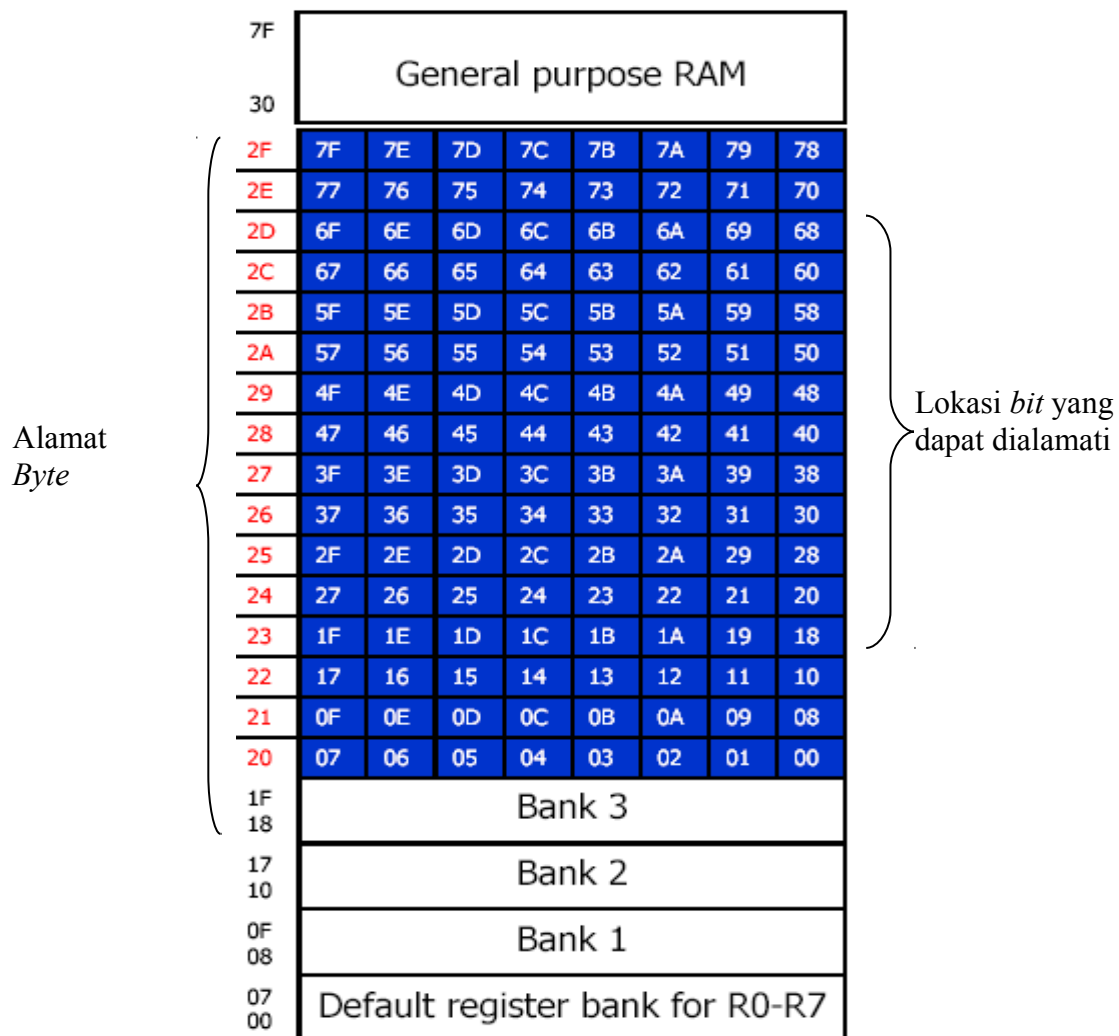 7F
General purpose RAM
30
2F 7F 7E 7D 7C 7B 7A 79 78
2E 77 76 75 74 73 72 71 70
2D 6F 6E 6D 6C 6B 6A 69 68
2C 67 66 65 64 63 62 61 60
2B 5F 5E 5D 5C 5B 5A 59 58
2A 57 56 55 54 53 52 51 50
29 4F 4E 4D 4C 4B 4A 49 48
28 47 46 45 44 43 42 41 40
27 3F 3E 3D 3C 3B 3A 39 38
26 37 36 35 34 33 32 31 30
25 2F 2E 2D 2C 2B 2A 29 28
24 27 26 25 24 23 22 21 20
23 1F 1E 1D 1C 1B 1A 19 18
22 17 16 15 14 13 12 11 10
21 0F 0E 0D 0C 0B 0A 09 08
20 07 06 05 04 03 02 01 00
1F
Bank 3
18
17
Bank 2
10
0F
Bank 1
08
07
Default register bank for R0-R7
00
Alamat
Byte
Lokasi bit yang
dapat dialamati